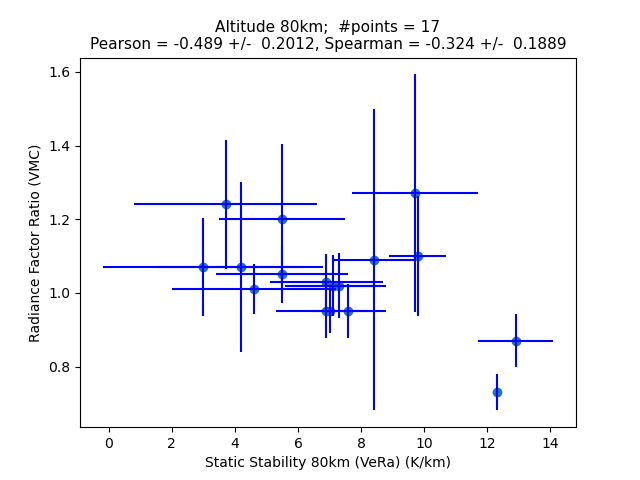 Altitude 80km;  #points = 17
Pearson = -0.489 +/-  0.2012, Spearman = -0.324 +/-  0.1889
1.6
1.4
1.2
1.0
0.8
Radiance Factor Ratio (VMC)
0 2 4 6 8 10 12 14
Static Stability 80km (VeRa) (K/km)